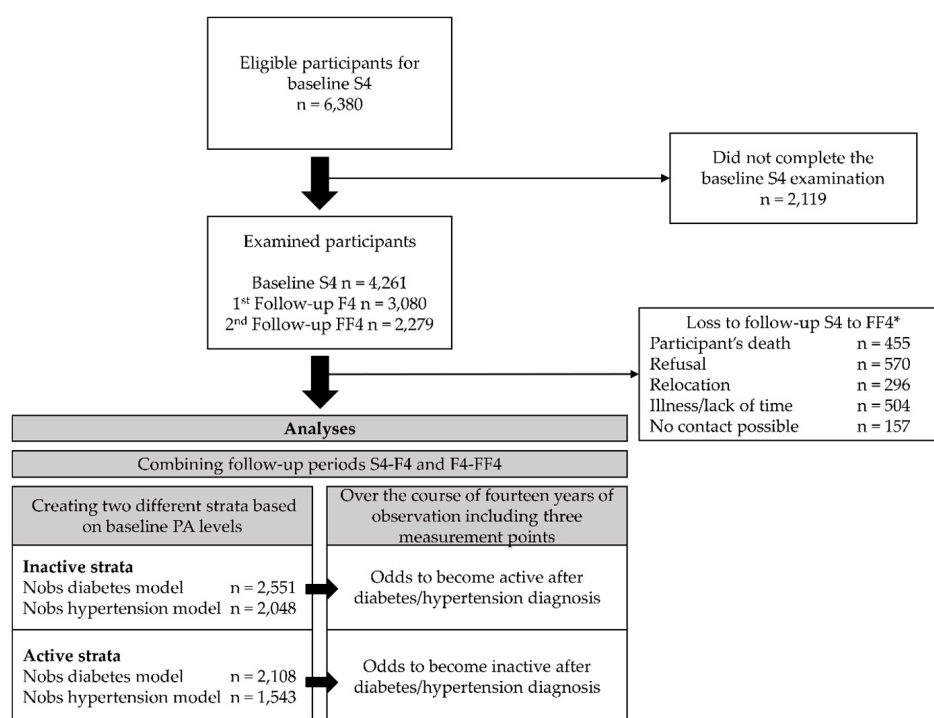 Eligible participants for
baseline S4
n = 6,380
Did not complete the
baseline S4 examination
n = 2,119
Examined participants
Baseline S4 n = 4,261
1st Follow-up F4 n = 3,080
2nd Follow-up FF4 n = 2,279
Loss to follow-up S4 to FF4*
Participant's death n = 455
Refusal n = 570
Relocation n = 296
Illness/lack of time n = 504
No contact possible n = 157
Analyses
Combining follow-up periods S4-F4 and F4-FF4
Creating two different strata based
on baseline PA levels
Over the course of fourteen years of
observation including three
measurement points
Inactive strata
Nobs diabetes model n = 2,551
Nobs hypertension model n = 2,048
Odds to become active after
diabetes/hypertension diagnosis
Active strata
Nobs diabetes model n = 2,108
Nobs hypertension model n = 1,543
Odds to become inactive after
diabetes/hypertension diagnosis